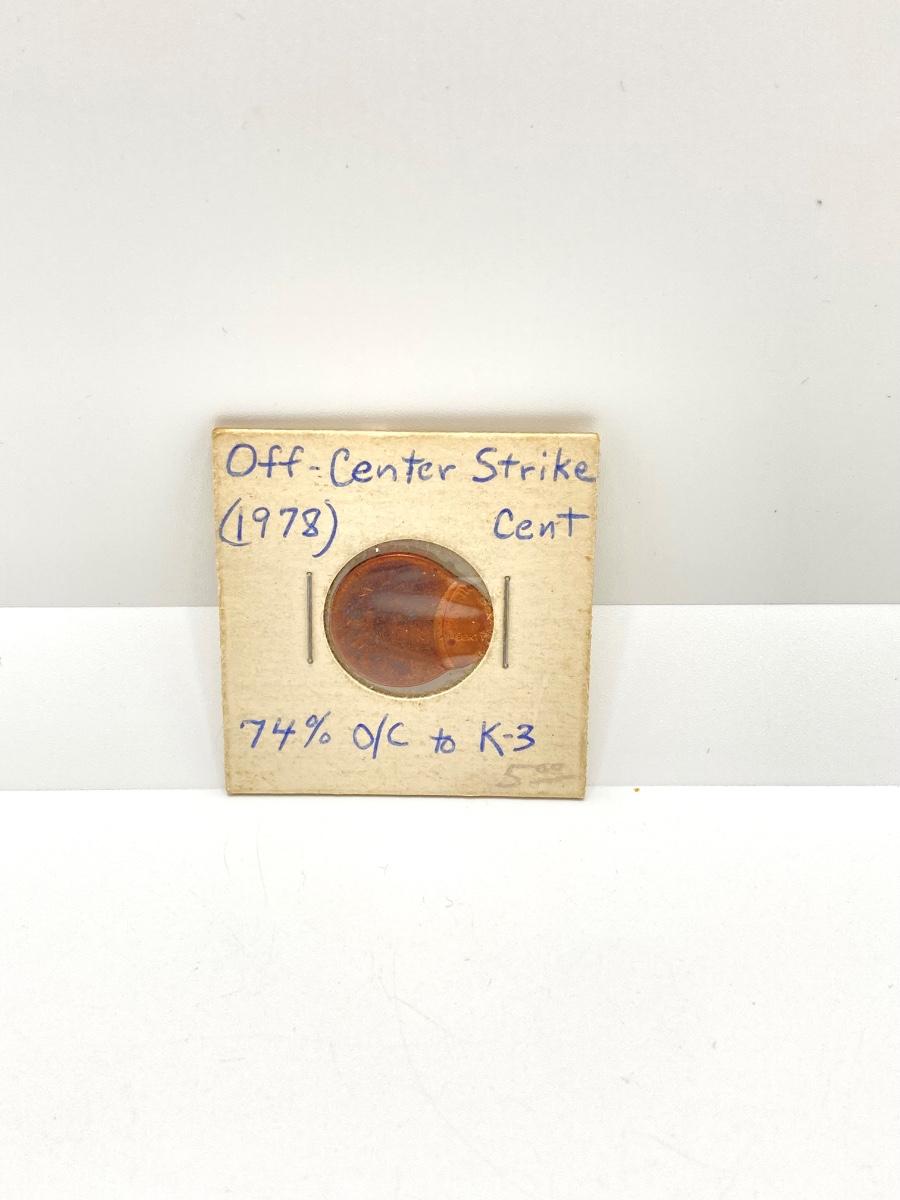 Off-Center Strike
(1978) Cent
74% O/C to K-3
5.00